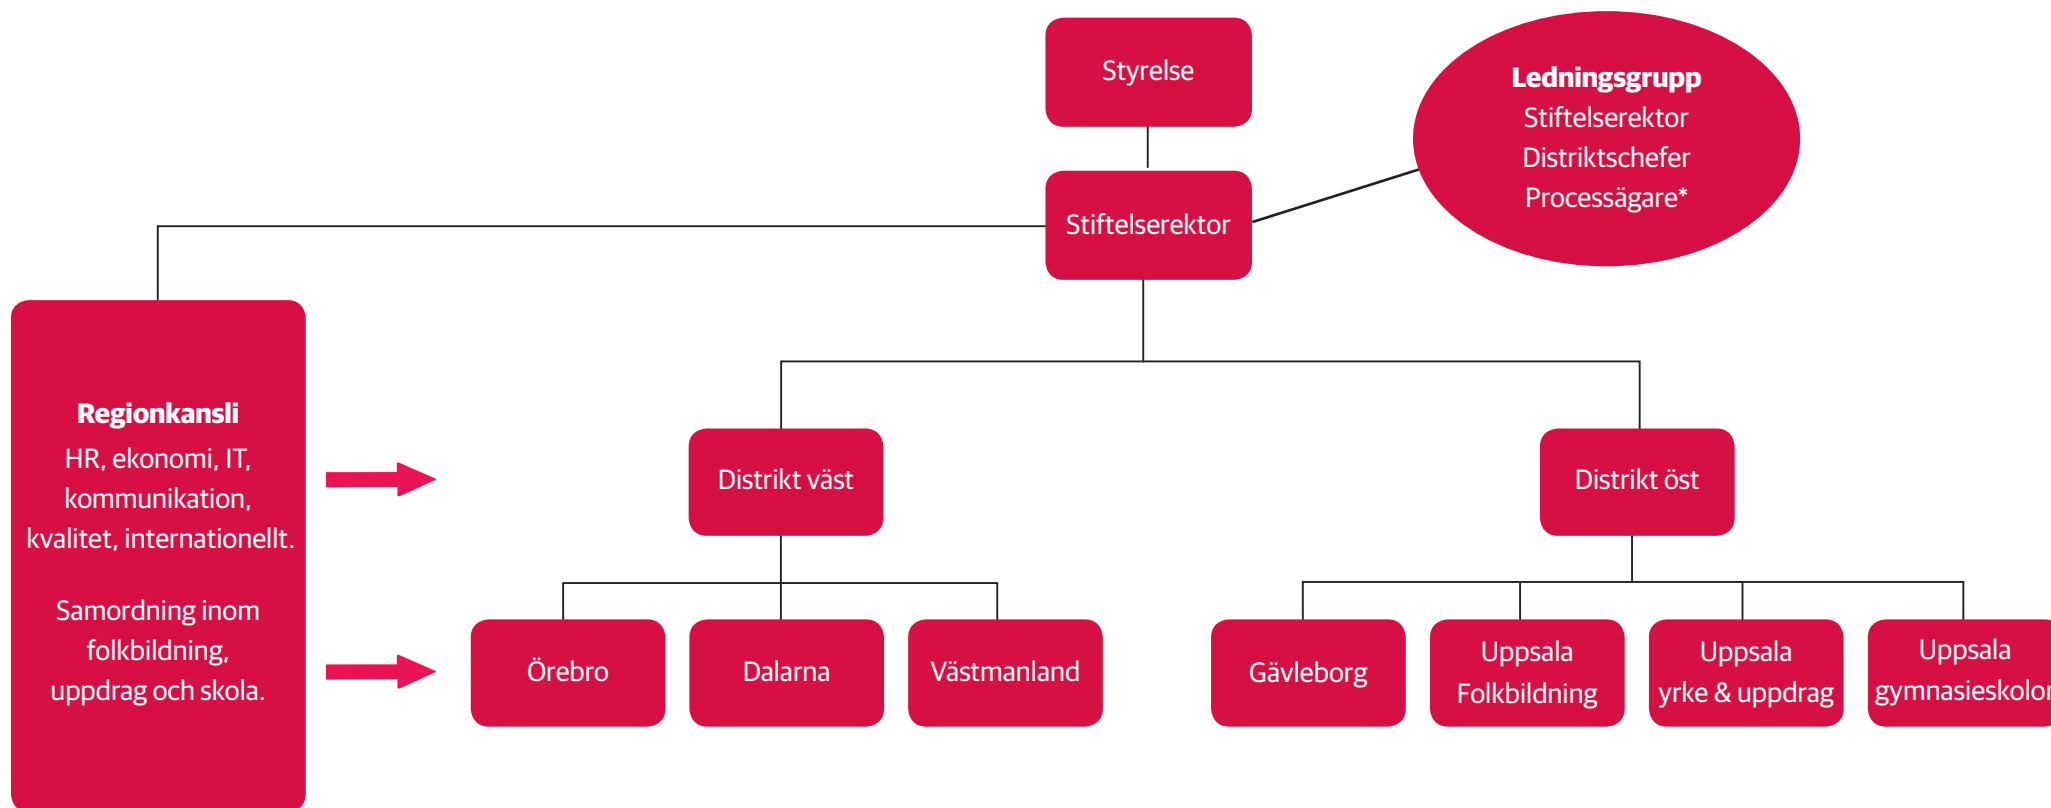 Styrelse
Ledningsgrupp
Stiftelserektor
Distriktschefer
Processägare*
Stiftelserektor
Regionkansli
HR, ekonomi, IT,
kommunikation,
kvalitet, internationellt.
Samordning inom
folkbildning,
uppdrag och skola.
Distrikt väst
Distrikt öst
Örebro
Dalarna
Västmanland
Gävleborg
Uppsala
Folkbildning
Uppsala
yrke & uppdrag
Uppsala
gymnasieskolor